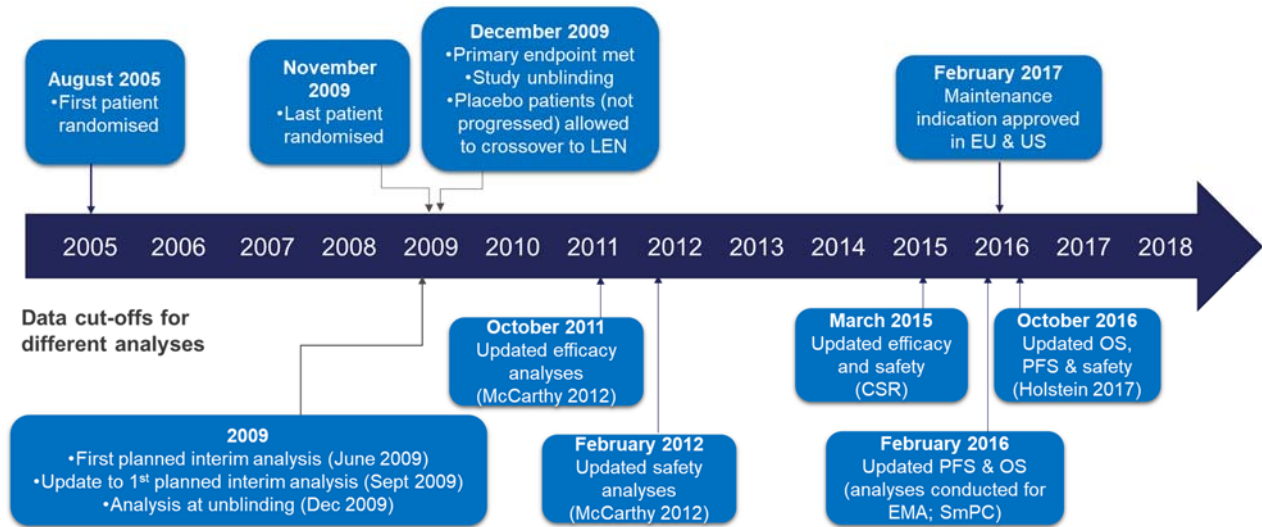 August 2005
•First patient
randomised
November
2009
•Last patient
randomised
December 2009
•Primary endpoint met
•Study unblinding
•Placebo patients (not
progressed) allowed
to crossover to LEN
February 2017
Maintenance
indication approved
in EU & US
2005 2006 2007 2008 2009 2010 2011 2012 2013 2014 2015 2016 2017 2018
Data cut-offs for
different analyses
October 2011
Updated efficacy
analyses
(McCarthy 2012)
March 2015
Updated efficacy
and safety
(CSR)
October 2016
Updated OS,
PFS & safety
(Holstein 2017)
2009
•First planned interim analysis (June 2009)
•Update to 1st planned interim analysis (Sept 2009)
•Analysis at unblinding (Dec 2009)
February 2012
Updated safety
analyses
(McCarthy 2012)
February 2016
Updated PFS & OS
(analyses conducted for
EMA; SmPC)